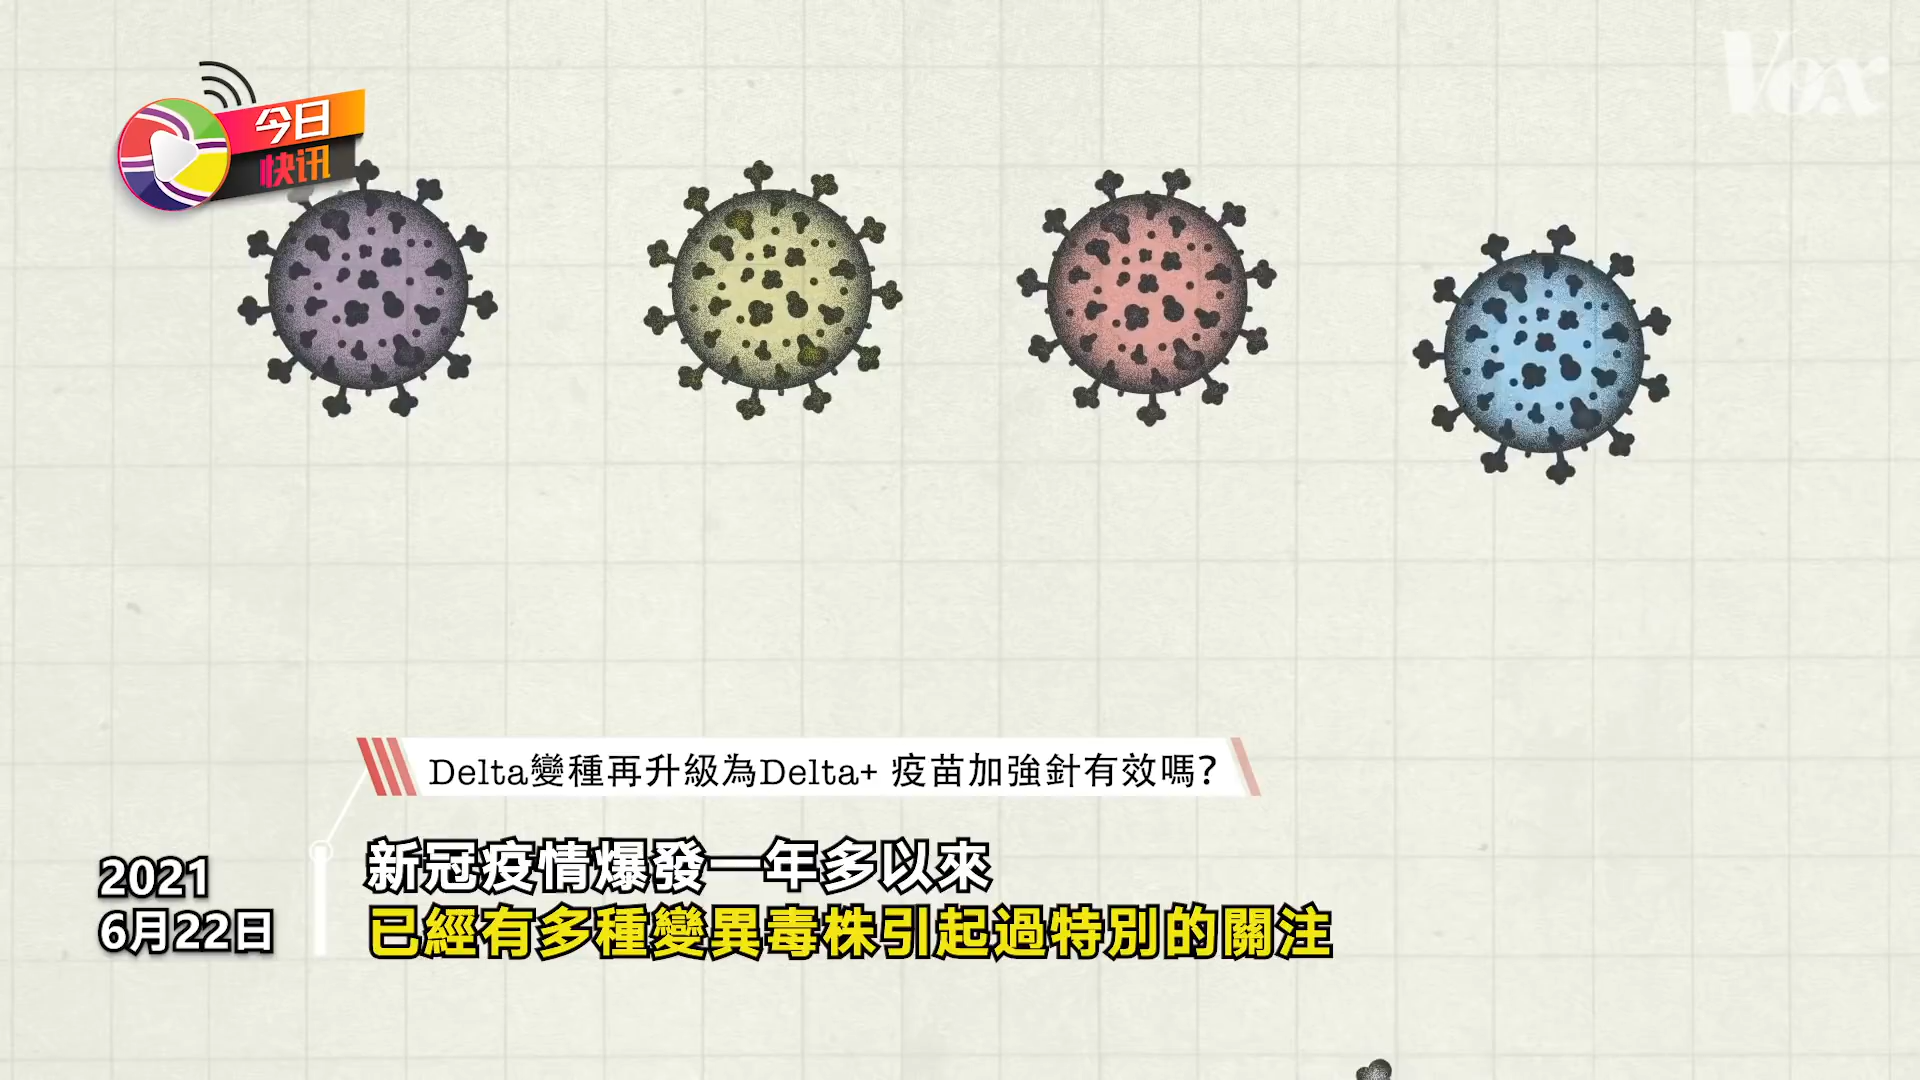 Vox
今日
快讯
Delta變種再升級為Delta+ 疫苗加強針有效嗎?
2021
6月22日
新冠疫情爆發一年多以來
已經有多種變異毒株引起過特別的關注